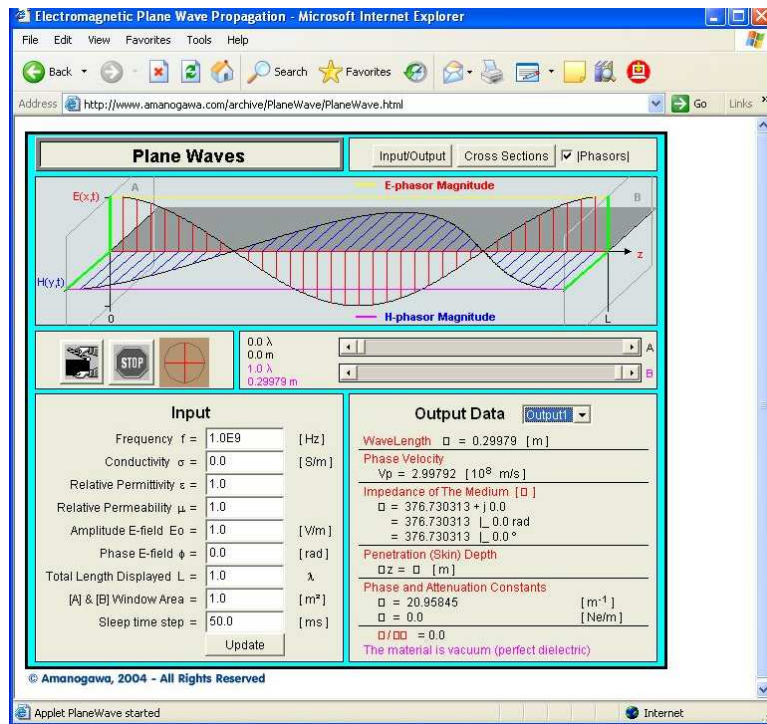 Electromagnetic Plane Wave Propagation - Microsoft Internet Explorer
File Edit View Favorites Tools Help
Back Search Favorites
Address http://www.amanogawa.com/archive/PlaneWave/PlaneWave.html Go Links »
Plane Waves
Input/Output Cross Sections |Phasors|
E(x,t) A E-phasor Magnitude B
z
H(y,t)
0 H-phasor Magnitude L
STOP
0.0 λ
0.0 m
1.0 λ
0.29979 m
A
B
Input
Frequency f = 1.0E9 [Hz]
Conductivity σ = 0.0 [S/m]
Relative Permittivity ε = 1.0
Relative Permeability μ = 1.0
Amplitude E-field Eo = 1.0 [V/m]
Phase E-field ϕ = 0.0 [rad]
Total Length Displayed L = 1.0 λ
[A] & [B] Window Area = 1.0 [m²]
Sleep time step = 50.0 [ms]
Update
Output Data Output1
WaveLength □ = 0.29979 [m]
Phase Velocity
Vp = 2.99792 [10⁸ m/s]
Impedance of The Medium [□]
□ = 376.730313 + j 0.0
= 376.730313 |_ 0.0 rad
= 376.730313 |_ 0.0 °
Penetration (Skin) Depth
□z = □ [m]
Phase and Attenuation Constants
□ = 20.95845 [m⁻¹]
□ = 0.0 [Ne/m]
□/□□ = 0.0
The material is vacuum (perfect dielectric)
© Amanogawa, 2004 - All Rights Reserved
Applet PlaneWave started Internet